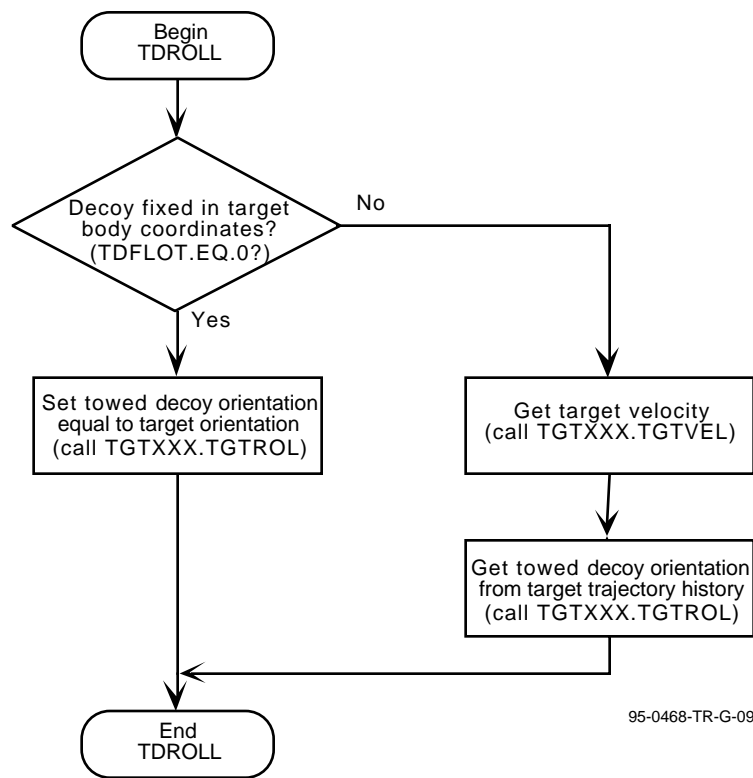 Begin
TDROLL
Decoy fixed in target
body coordinates?
(TDFLOT.EQ.0?)
No
Yes
Set towed decoy orientation
equal to target orientation
(call TGTXXX.TGTROL)
Get target velocity
(call TGTXXX.TGTVEL)
Get towed decoy orientation
from target trajectory history
(call TGTXXX.TGTROL)
End
TDROLL
95-0468-TR-G-09